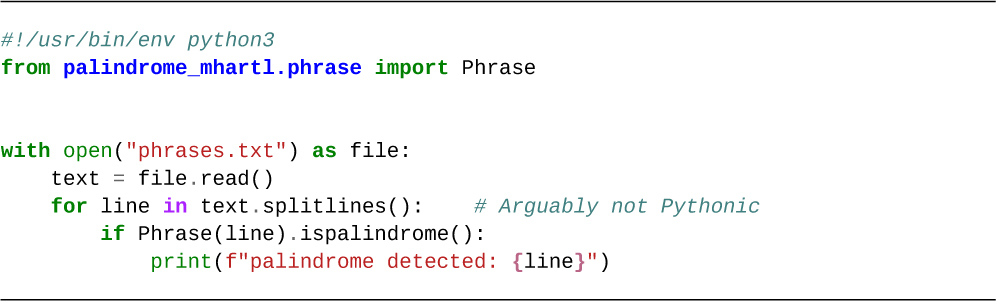 #!/usr/bin/env python3
from palindrome_mhartl.phrase import Phrase
with open("phrases.txt") as file:
    text = file.read()
    for line in text.splitlines():    # Arguably not Pythonic
        if Phrase(line).ispalindrome():
            print(f"palindrome detected: {line}")